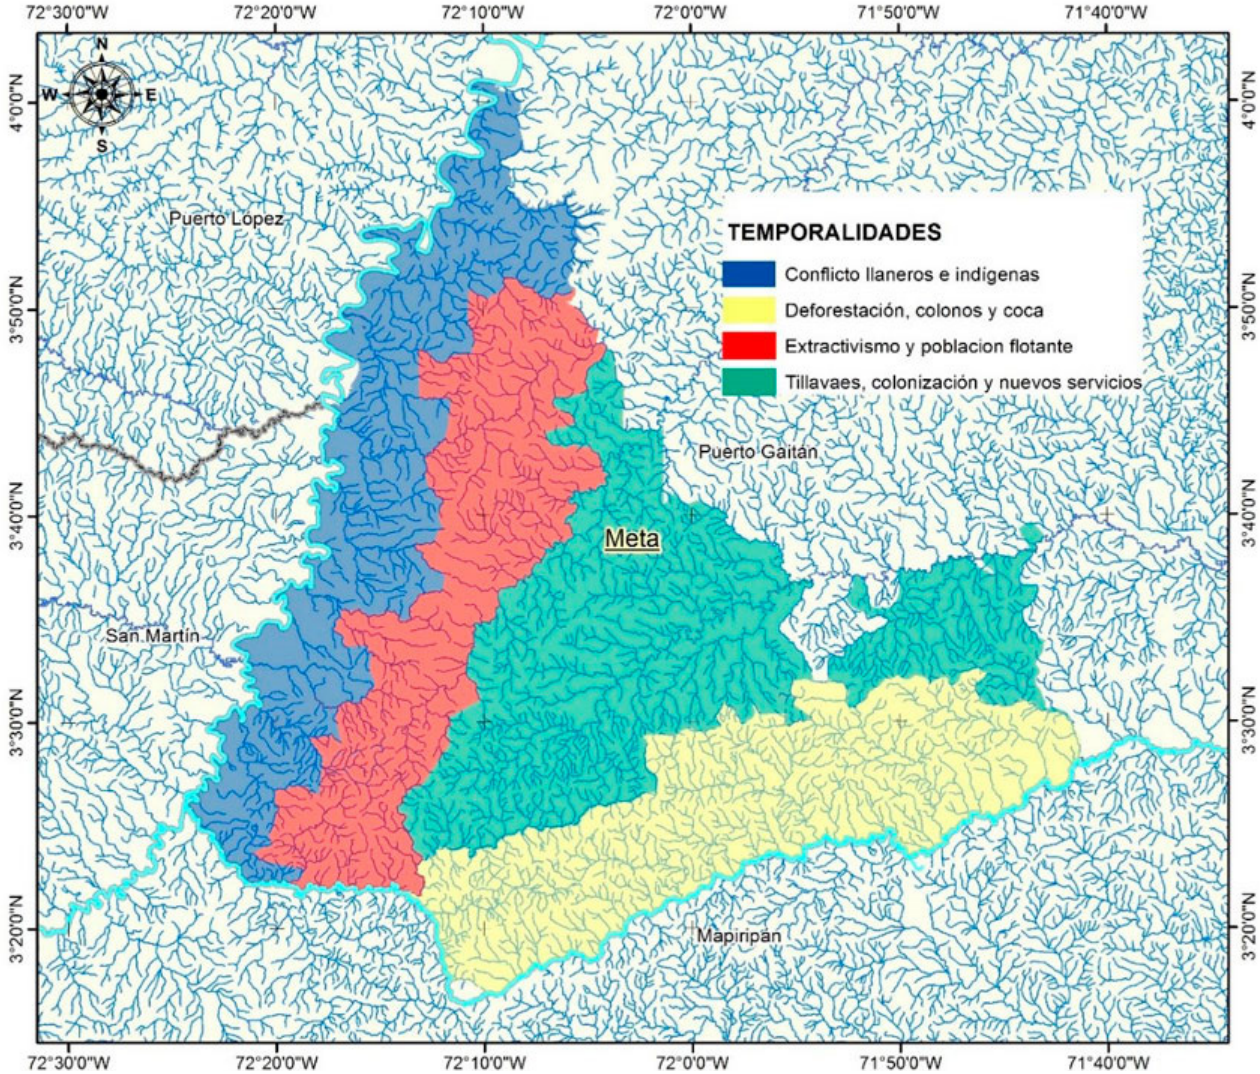 72°30'0"W 72°20'0"W 72°10'0"W 72°0'0"W 71°50'0"W 71°40'0"W
N
W E
S
4°0'0"N 4°0'0"N
Puerto López
TEMPORALIDADES
Conflicto llaneros e indígenas
3°50'0"N 3°50'0"N
Deforestación, colonos y coca
Extractivismo y poblacion flotante
Tillavaes, colonización y nuevos servicios
Puerto Gaitán
3°40'0"N 3°40'0"N
Meta
San Martín
3°30'0"N 3°30'0"N
3°20'0"N 3°20'0"N
Mapiripán
72°30'0"W 72°20'0"W 72°10'0"W 72°0'0"W 71°50'0"W 71°40'0"W